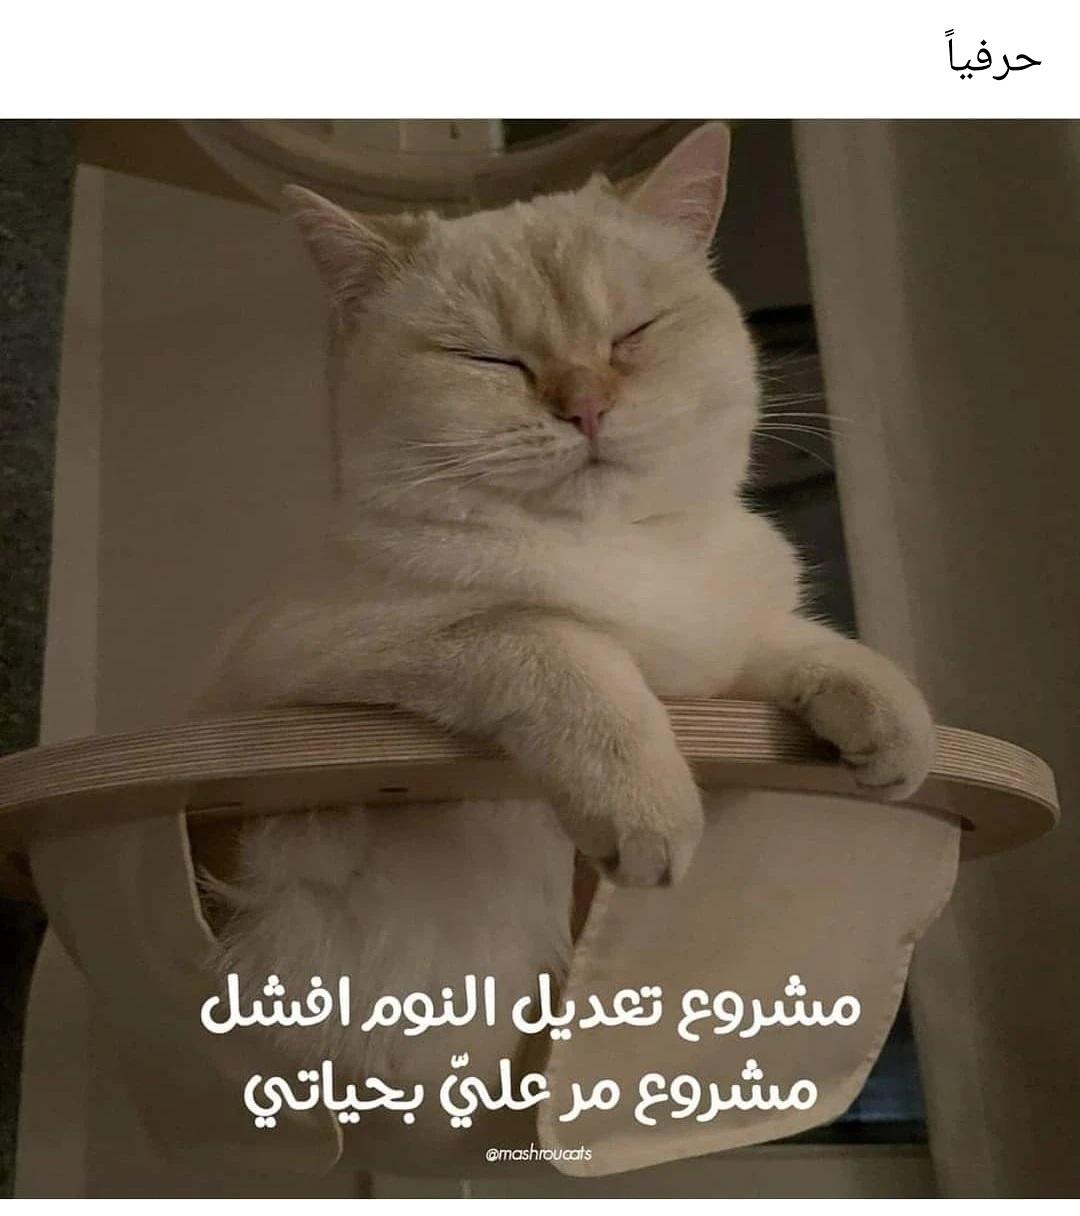 حرفياً
مشروع تعديل النوم افشل
مشروع مر عليّ بحياتي
@mashroucats